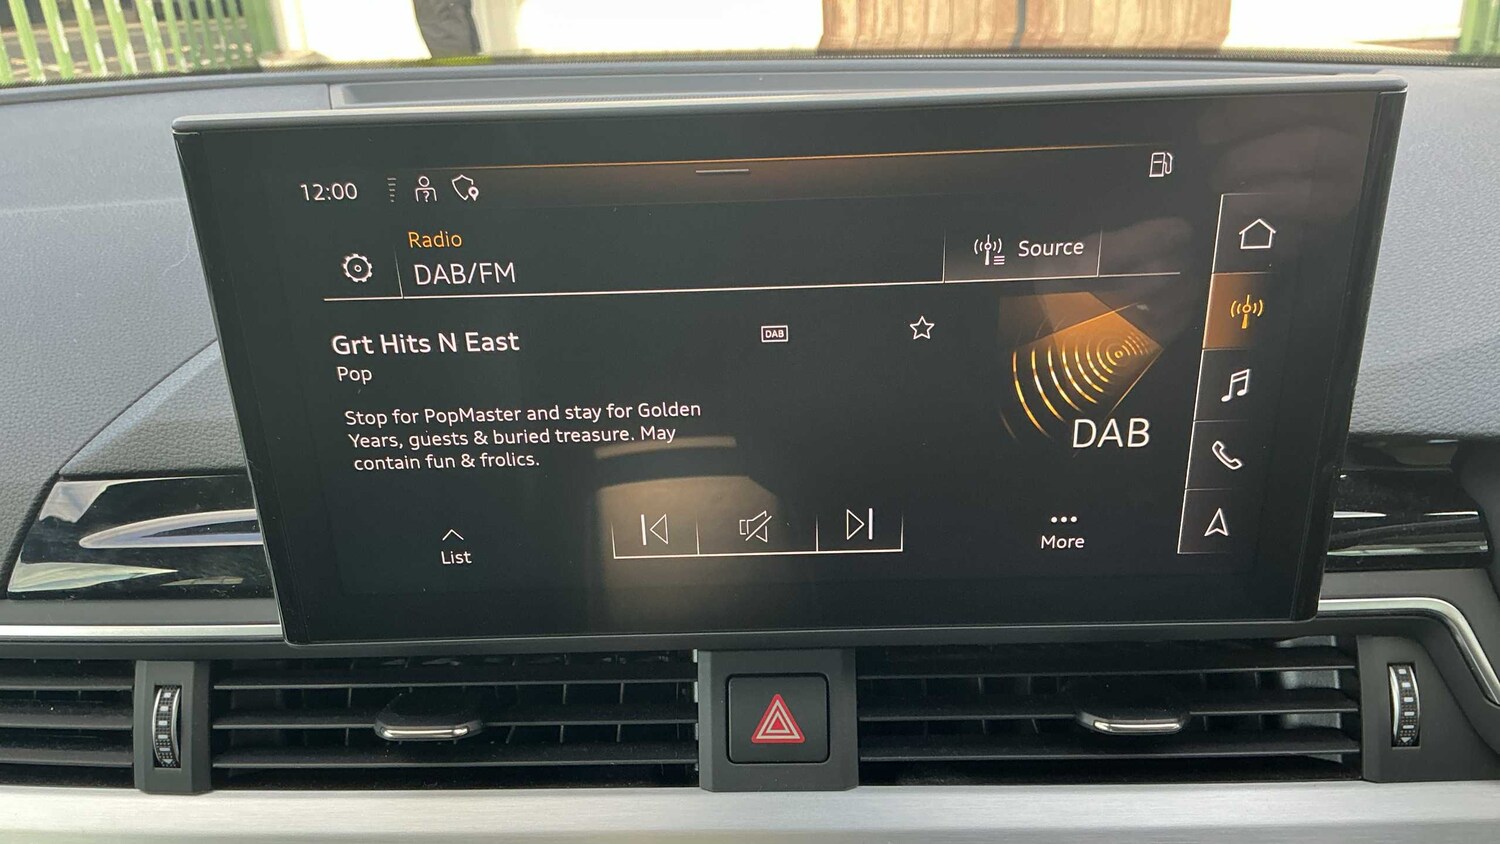 12:00
Radio
DAB/FM
Source
Grt Hits N East
DAB
Pop
Stop for PopMaster and stay for Golden
Years, guests & buried treasure. May
contain fun & frolics.
DAB
List
More